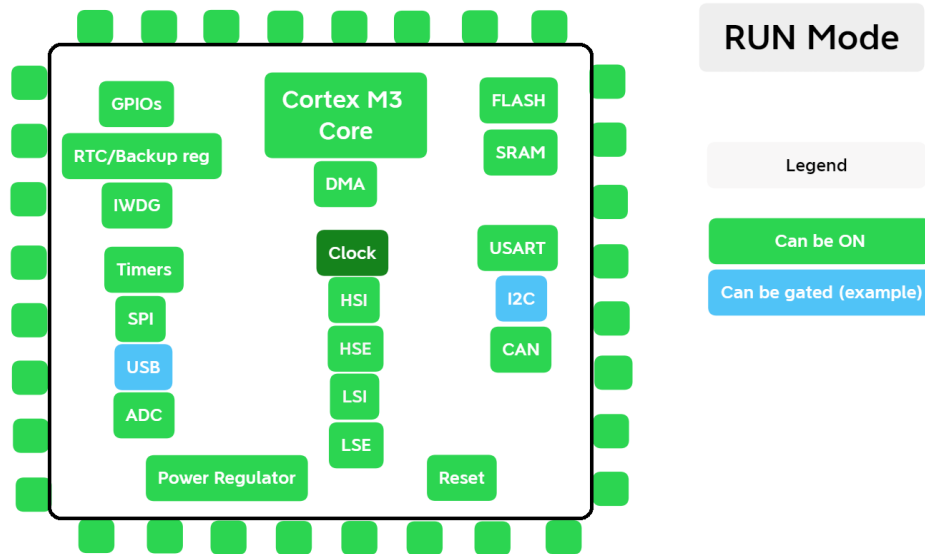 RUN Mode
GPIOs
Cortex M3
Core
FLASH
RTC/Backup reg
SRAM
DMA
IWDG
Legend
Clock
USART
Can be ON
Timers
HSI
I2C
Can be gated (example)
SPI
HSE
CAN
USB
LSI
ADC
LSE
Power Regulator
Reset